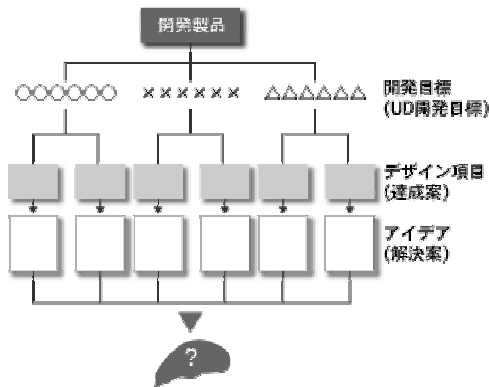 開発製品
○○○○○○
××××××
△△△△△△
開発目標
(UD開発目標)
デザイン項目
(達成案)
アイデア
(解決案)
?